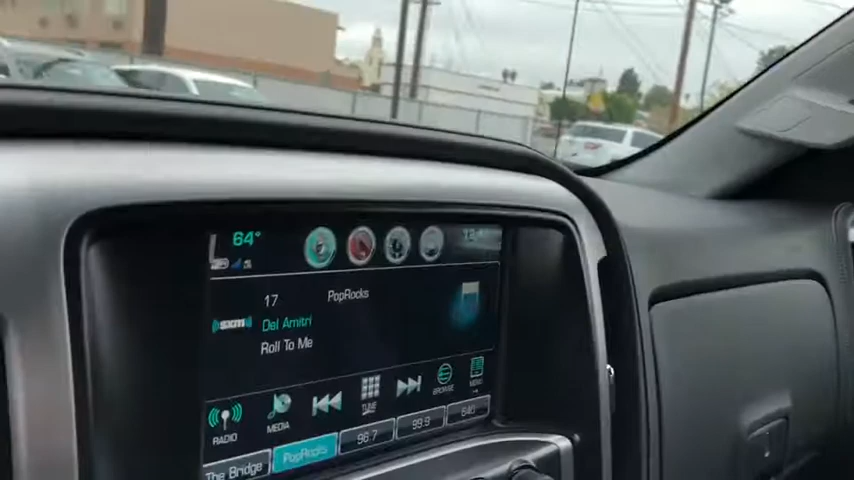 64°
17 PopRocks
sxm Del Amitri
Roll To Me
RADIO MEDIA TUNE BROWSE MENU
The Bridge PopRocks 96.7 99.9 640